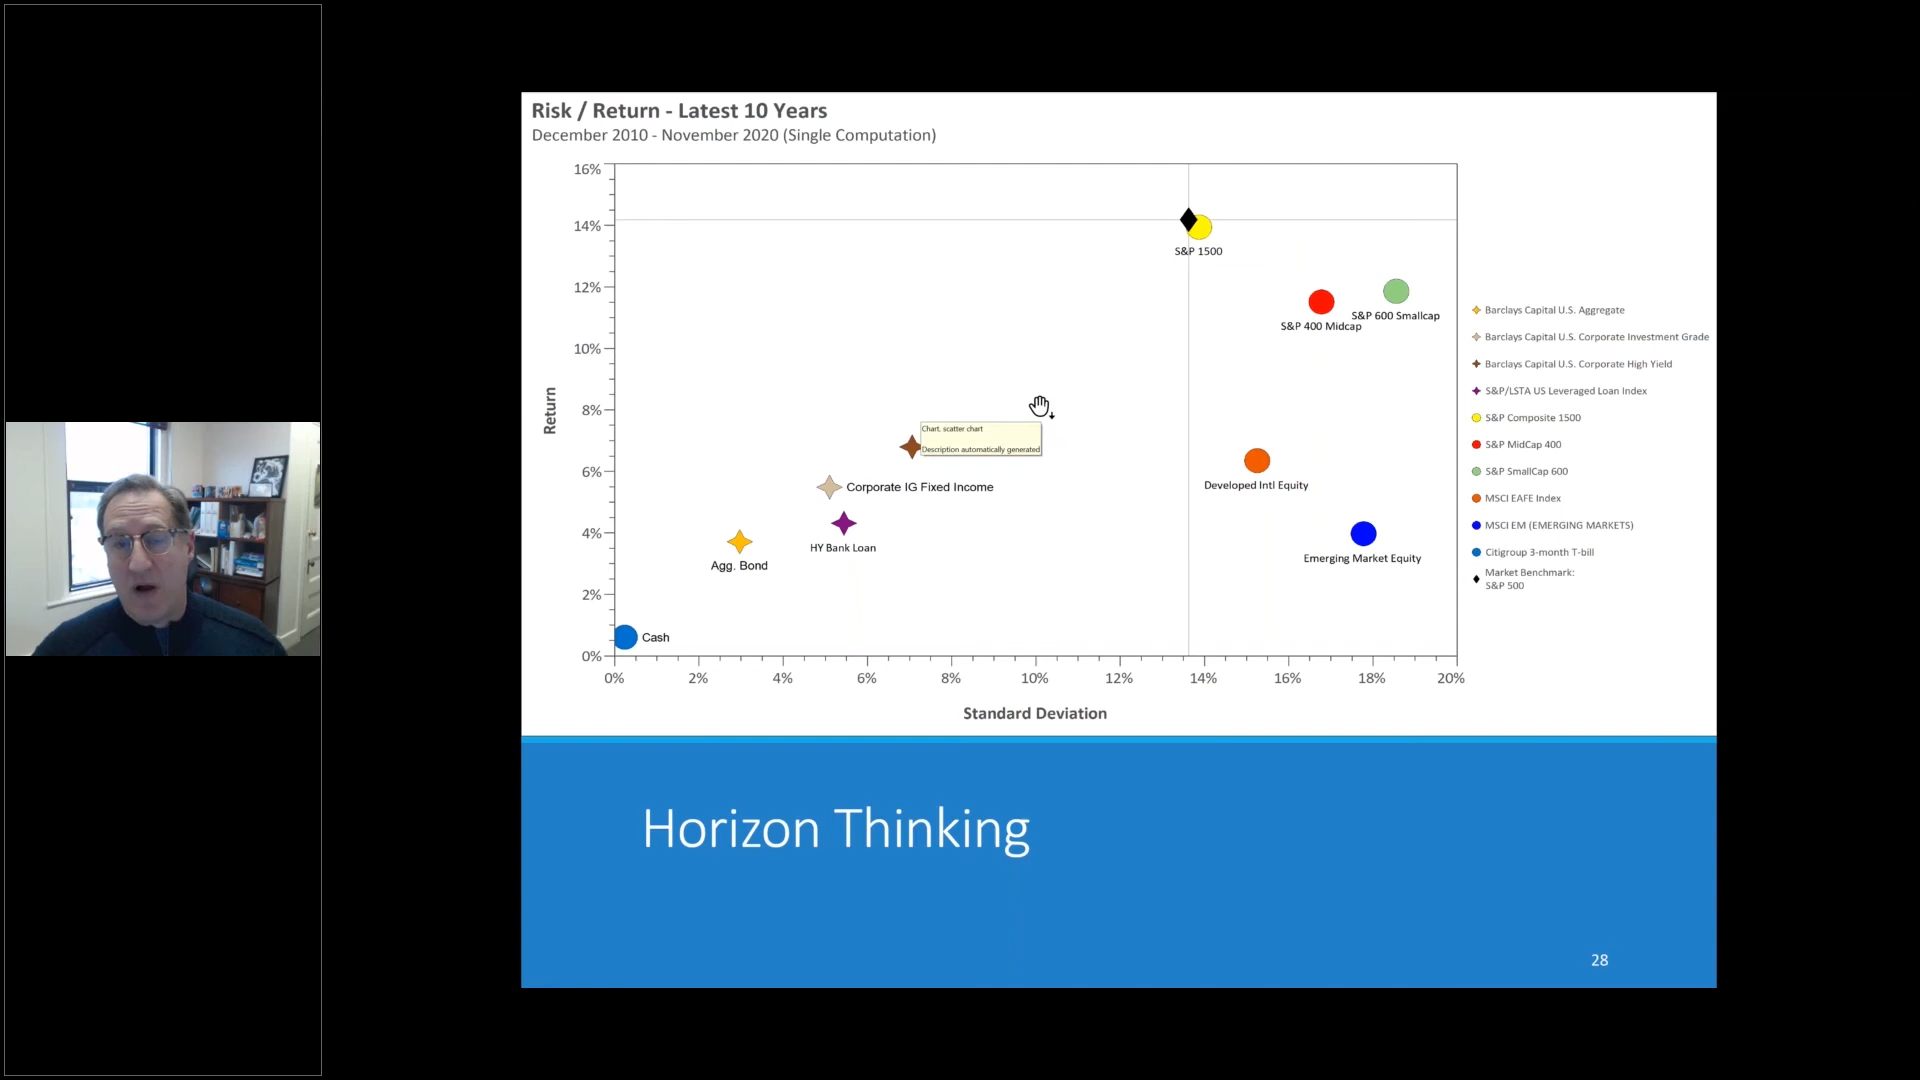 Risk / Return - Latest 10 Years
December 2010 - November 2020 (Single Computation)
16%
14%
12%
10%
8%
6%
4%
2%
0%
Return
S&P 1500
S&P 400 Midcap
S&P 600 Smallcap
Chart, scatter chart
Description automatically generated
Corporate IG Fixed Income
HY Bank Loan
Agg. Bond
Developed Intl Equity
Emerging Market Equity
Cash
0% 2% 4% 6% 8% 10% 12% 14% 16% 18% 20%
Standard Deviation
Barclays Capital U.S. Aggregate
Barclays Capital U.S. Corporate Investment Grade
Barclays Capital U.S. Corporate High Yield
S&P/LSTA US Leveraged Loan Index
S&P Composite 1500
S&P MidCap 400
S&P SmallCap 600
MSCI EAFE Index
MSCI EM (EMERGING MARKETS)
Citigroup 3-month T-bill
Market Benchmark:
S&P 500
Horizon Thinking
28